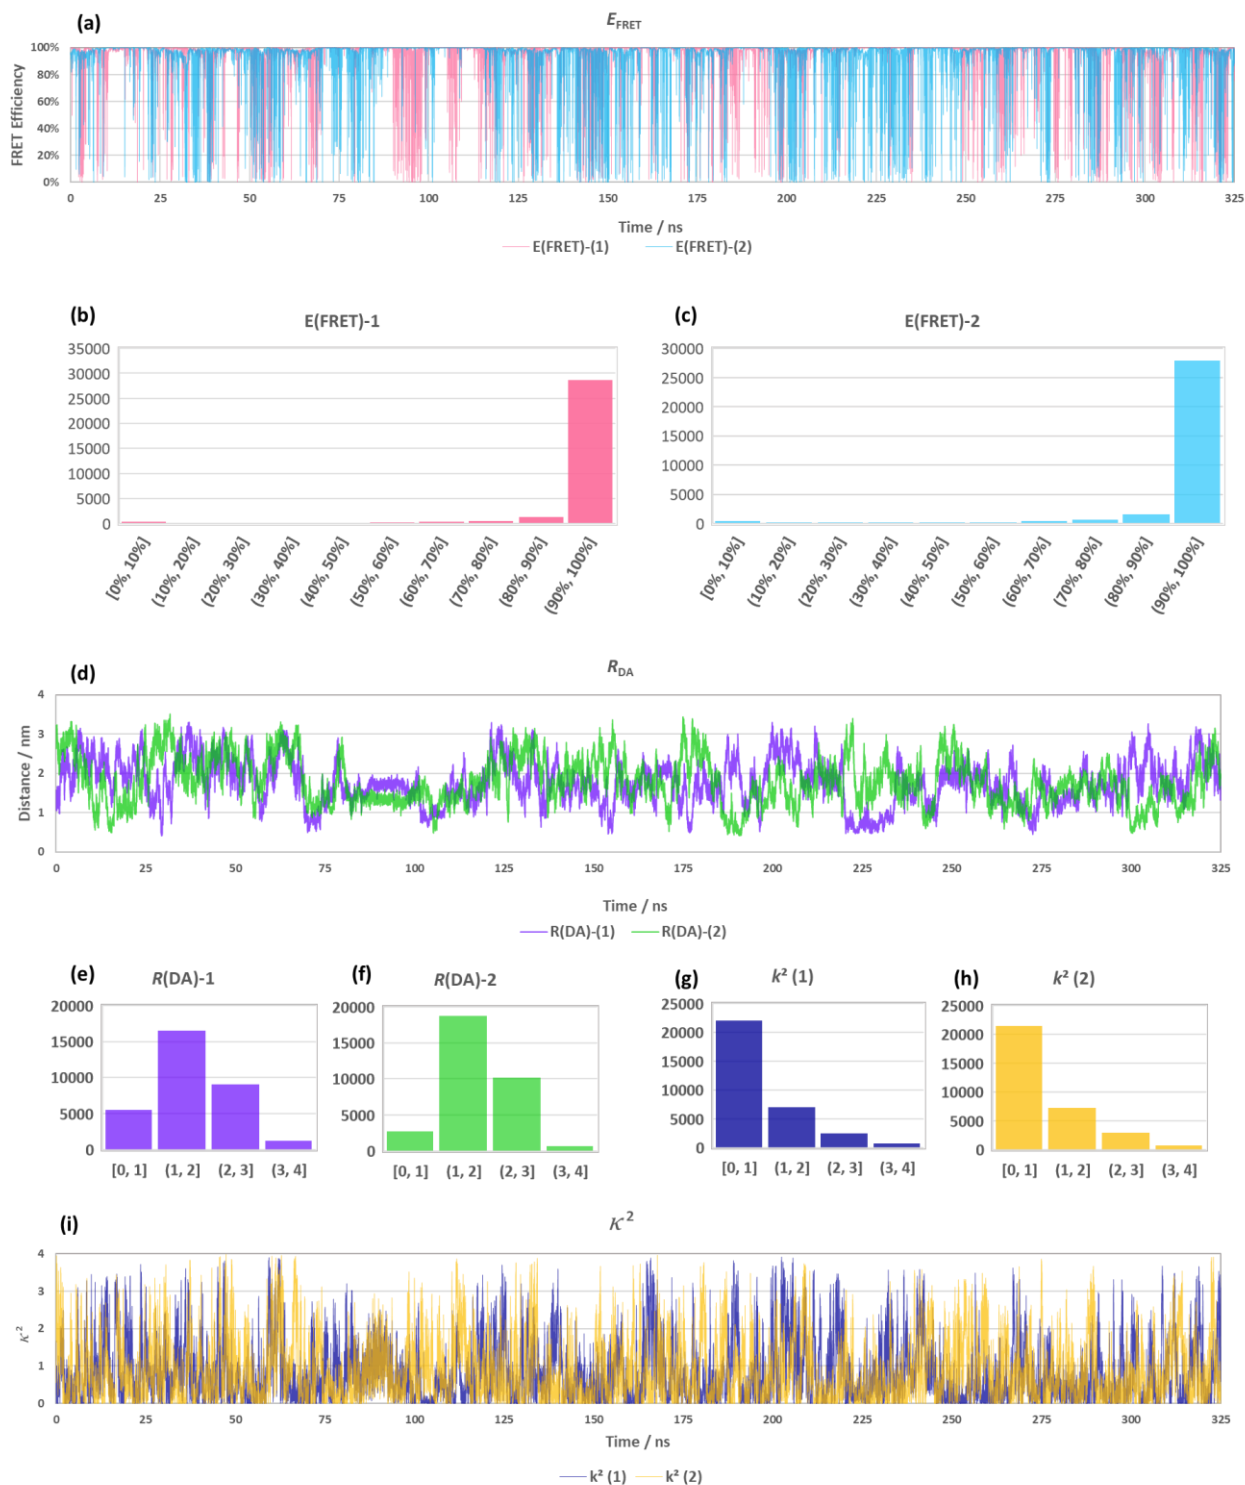 (a)
E_FRET
100%
80%
60%
40%
20%
0%
FRET Efficiency
0 25 50 75 100 125 150 175 200 225 250 275 300 325
Time / ns
E(FRET)-(1) E(FRET)-(2)
(b)
E(FRET)-1
35000
30000
25000
20000
15000
10000
5000
0
[0%, 10%] (10%, 20%] (20%, 30%] (30%, 40%] (40%, 50%] (50%, 60%] (60%, 70%] (70%, 80%] (80%, 90%] (90%, 100%]
(c)
E(FRET)-2
30000
25000
20000
15000
10000
5000
0
[0%, 10%] (10%, 20%] (20%, 30%] (30%, 40%] (40%, 50%] (50%, 60%] (60%, 70%] (70%, 80%] (80%, 90%] (90%, 100%]
(d)
R_DA
4
3
2
1
0
Distance / nm
0 25 50 75 100 125 150 175 200 225 250 275 300 325
Time / ns
R(DA)-(1) R(DA)-(2)
(e)
R(DA)-1
20000
15000
10000
5000
0
[0, 1] (1, 2] (2, 3] (3, 4]
(f)
R(DA)-2
20000
15000
10000
5000
0
[0, 1] (1, 2] (2, 3] (3, 4]
(g)
k² (1)
25000
20000
15000
10000
5000
0
[0, 1] (1, 2] (2, 3] (3, 4]
(h)
k² (2)
25000
20000
15000
10000
5000
0
[0, 1] (1, 2] (2, 3] (3, 4]
(i)
κ²
4
3
2
1
0
κ²
0 25 50 75 100 125 150 175 200 225 250 275 300 325
Time / ns
k² (1) k² (2)